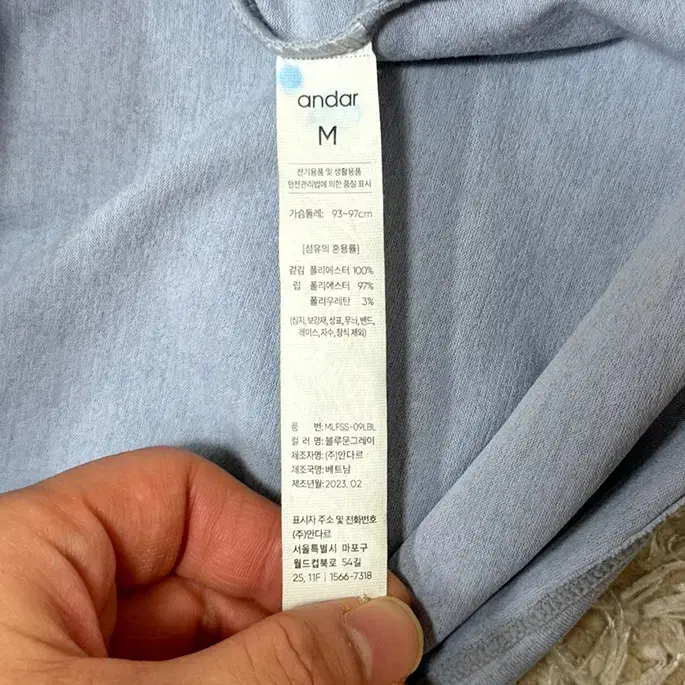 andar
M
전기용품 및 생활용품
안전관리법에 의한 품질 표시
가슴둘레: 93~97cm
[섬유의 혼용률]
겉감 폴리에스터 100%
립 폴리에스터 97%
폴리우레탄 3%
(심지,보강재,상표,무늬,밴드,
레이스,자수,장식 제외)
품 번: MLFSS-09LBL
컬 러 명: 블루문그레이
제조자명: (주)안다르
제조국명: 베트남
제조년월: 2023. 02
표시자 주소 및 전화번호
(주)안다르
서울특별시 마포구
월드컵북로 54길
25, 11F | 1566-7318